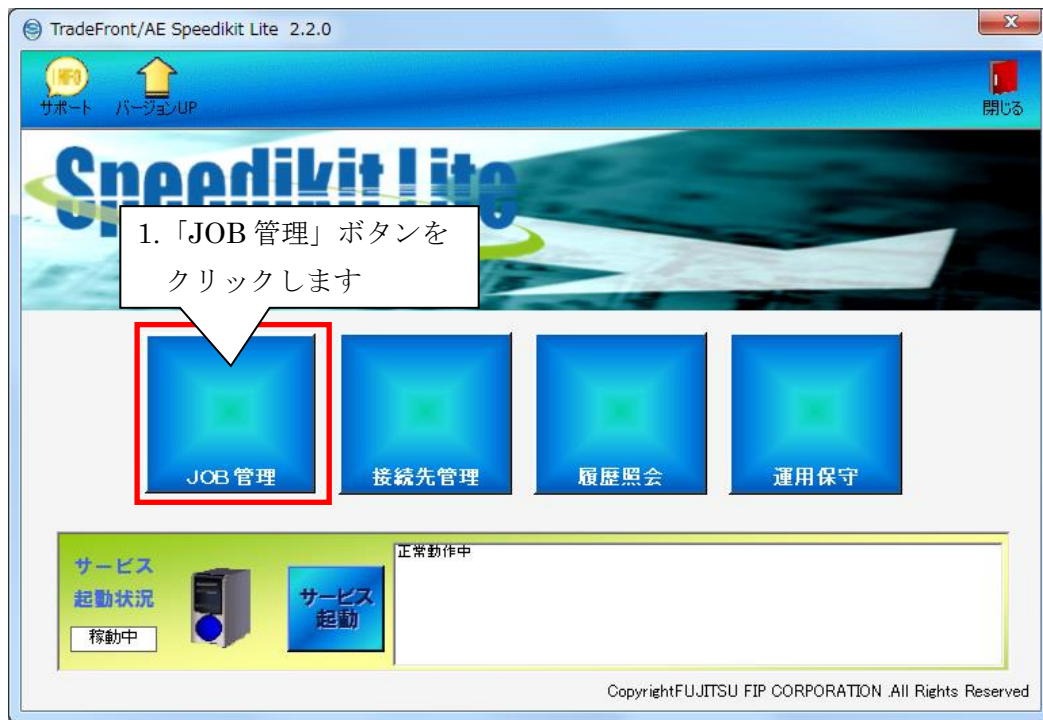 TradeFront/AE Speedikit Lite 2.2.0
サポート バージョンUP
閉じる
Speedikit Lite
1.「JOB 管理」ボタンを
クリックします
JOB 管理 接続先管理 履歴照会 運用保守
サービス
起動状況
稼動中
サービス
起動
正常動作中
CopyrightFUJITSU FIP CORPORATION .All Rights Reserved